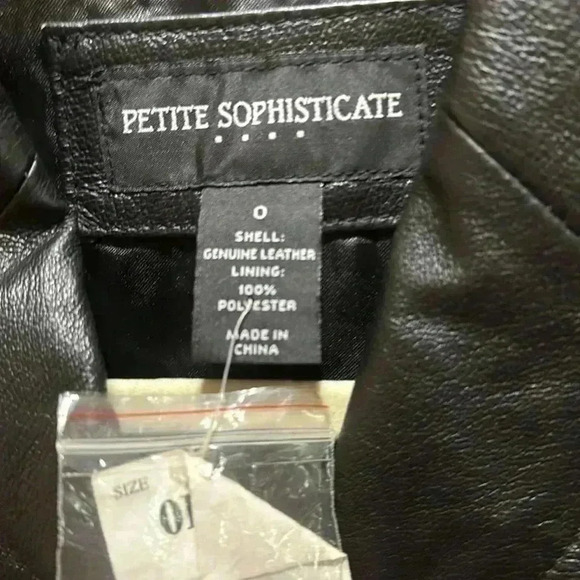 PETITE SOPHISTICATE
0
SHELL:
GENUINE LEATHER
LINING:
100%
POLYESTER
MADE IN
CHINA
SIZE